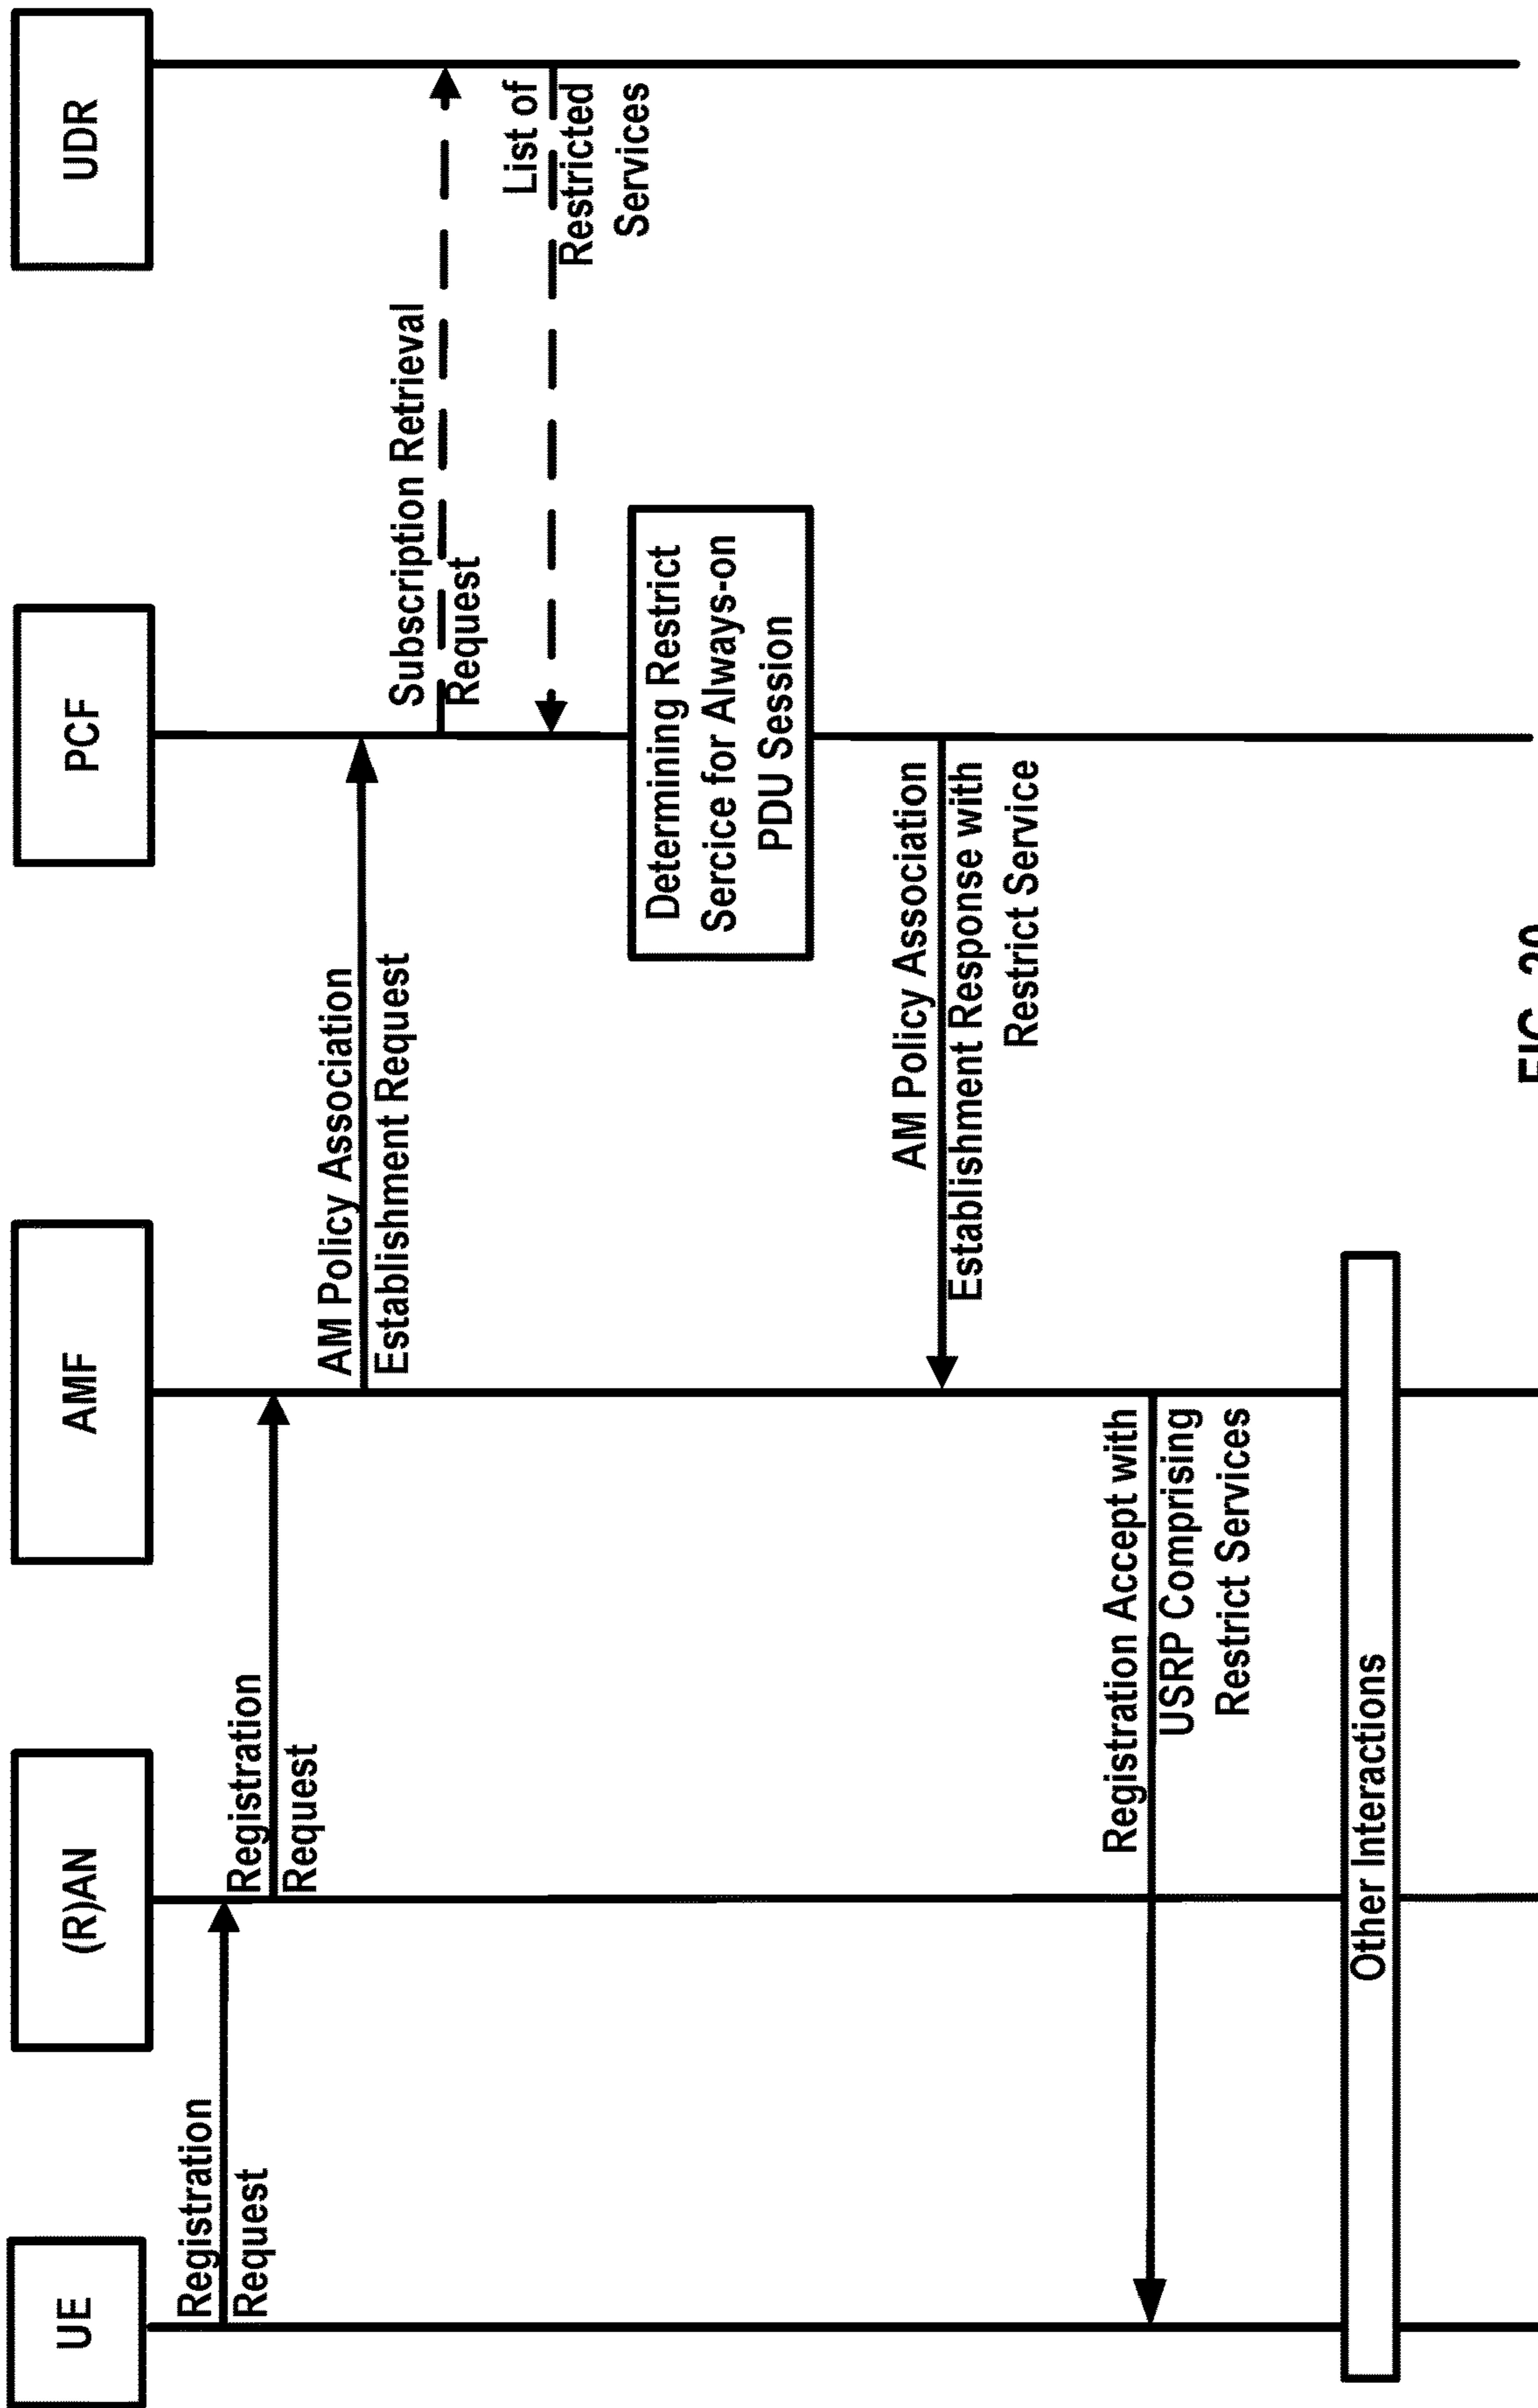 UE
(R)AN
AMF
PCF
UDR
Registration
Request
Registration
Request
AM Policy Association
Establishment Request
Subscription Retrieval
Request
List of
Restricted
Services
Determining Restrict
Sercice for Always-on
PDU Session
AM Policy Association
Establishment Response with
Restrict Service
Registration Accept with
USRP Comprising
Restrict Services
Other Interactions